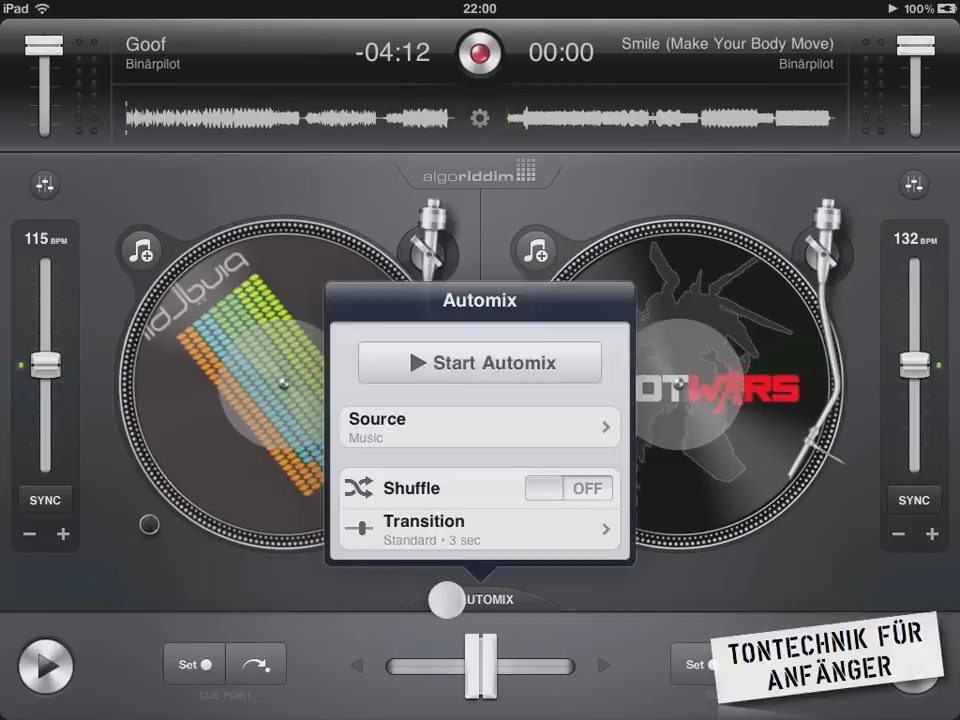 iPad
22:00
100%
Goof
Binärpilot
-04:12
00:00
Smile (Make Your Body Move)
Binärpilot
algoriddim
115 BPM
132 BPM
Automix
Start Automix
Source
Music
Shuffle
OFF
Transition
Standard • 3 sec
SYNC
SYNC
UTOMIX
Set
CUE POINT
Set
TONTECHNIK FÜR
ANFÄNGER